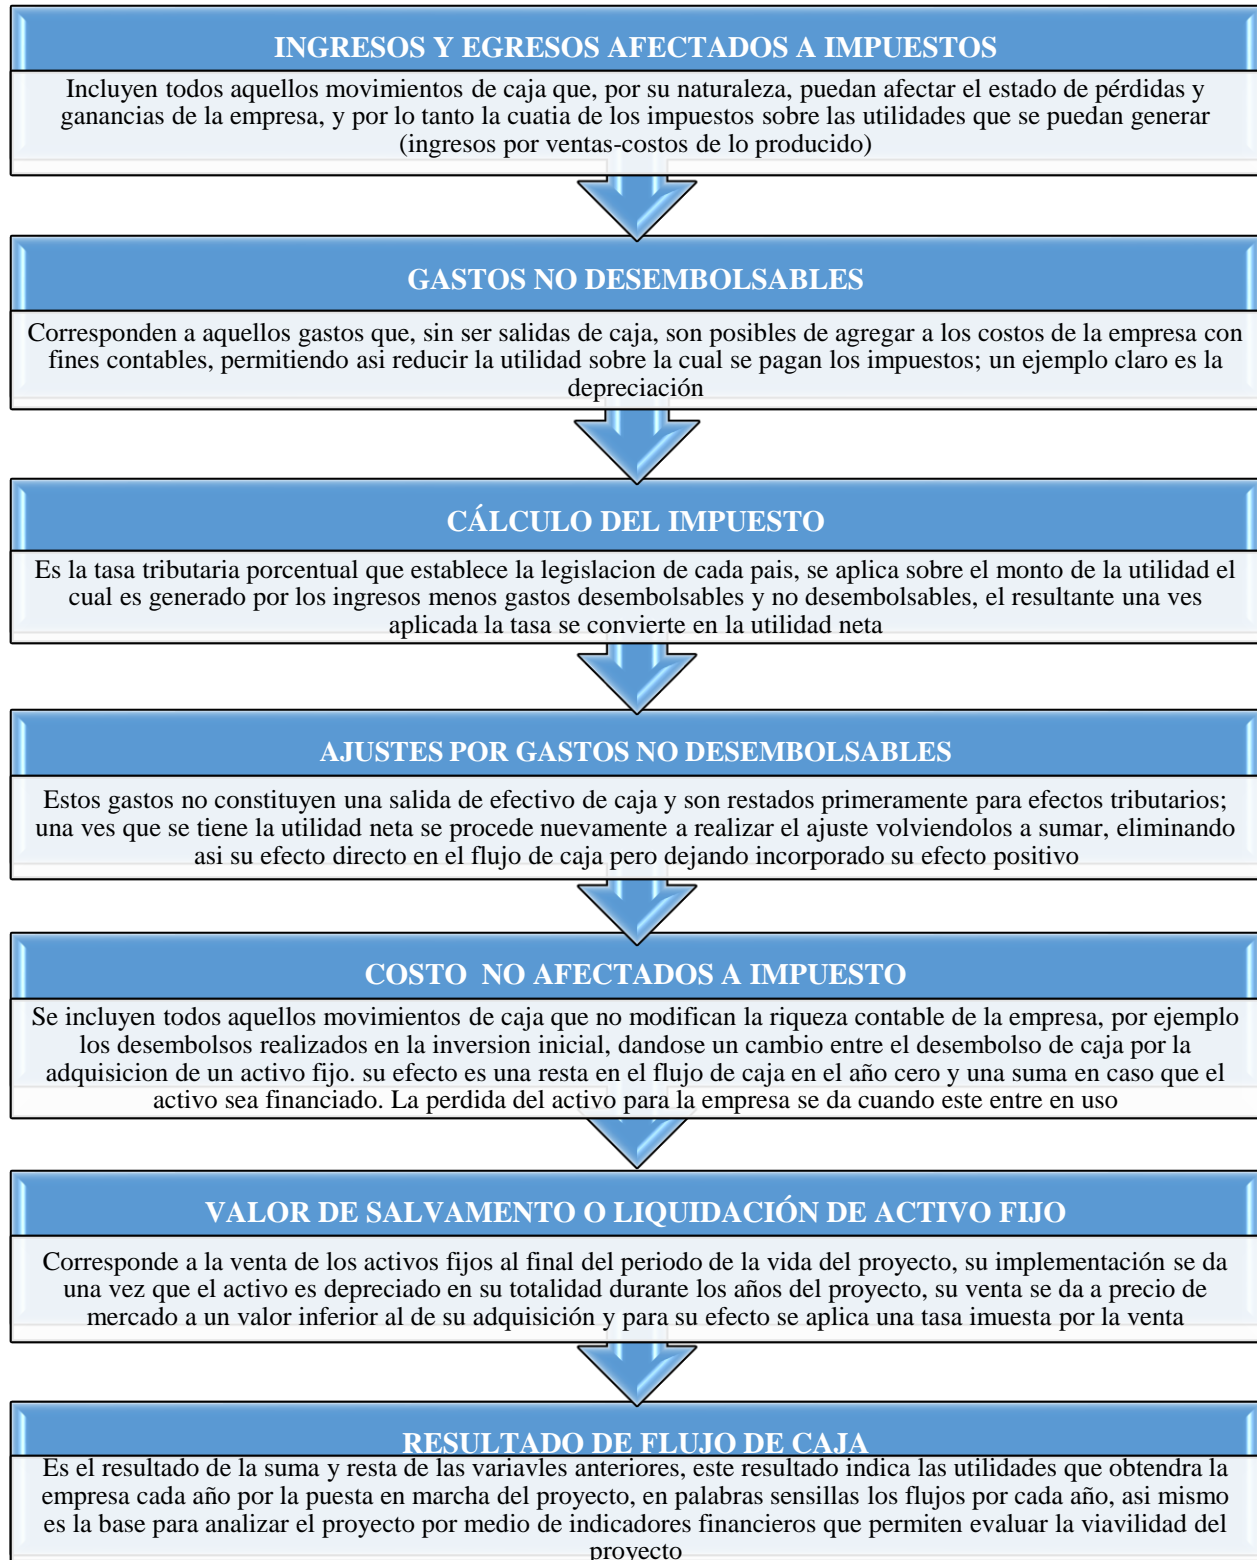 INGRESOS Y EGRESOS AFECTADOS A IMPUESTOS
Incluyen todos aquellos movimientos de caja que, por su naturaleza, puedan afectar el estado de pérdidas y
ganancias de la empresa, y por lo tanto la cuatia de los impuestos sobre las utilidades que se puedan generar
(ingresos por ventas-costos de lo producido)
GASTOS NO DESEMBOLSABLES
Corresponden a aquellos gastos que, sin ser salidas de caja, son posibles de agregar a los costos de la empresa con
fines contables, permitiendo asi reducir la utilidad sobre la cual se pagan los impuestos; un ejemplo claro es la
depreciación
CÁLCULO DEL IMPUESTO
Es la tasa tributaria porcentual que establece la legislacion de cada pais, se aplica sobre el monto de la utilidad el
cual es generado por los ingresos menos gastos desembolsables y no desembolsables, el resultante una ves
aplicada la tasa se convierte en la utilidad neta
AJUSTES POR GASTOS NO DESEMBOLSABLES
Estos gastos no constituyen una salida de efectivo de caja y son restados primeramente para efectos tributarios;
una ves que se tiene la utilidad neta se procede nuevamente a realizar el ajuste volviendolos a sumar, eliminando
asi su efecto directo en el flujo de caja pero dejando incorporado su efecto positivo
COSTO  NO AFECTADOS A IMPUESTO
Se incluyen todos aquellos movimientos de caja que no modifican la riqueza contable de la empresa, por ejemplo
los desembolsos realizados en la inversion inicial, dandose un cambio entre el desembolso de caja por la
adquisicion de un activo fijo. su efecto es una resta en el flujo de caja en el año cero y una suma en caso que el
activo sea financiado. La perdida del activo para la empresa se da cuando este entre en uso
VALOR DE SALVAMENTO O LIQUIDACIÓN DE ACTIVO FIJO
Corresponde a la venta de los activos fijos al final del periodo de la vida del proyecto, su implementación se da
una vez que el activo es depreciado en su totalidad durante los años del proyecto, su venta se da a precio de
mercado a un valor inferior al de su adquisición y para su efecto se aplica una tasa imuesta por la venta
RESULTADO DE FLUJO DE CAJA
Es el resultado de la suma y resta de las variavles anteriores, este resultado indica las utilidades que obtendra la
empresa cada año por la puesta en marcha del proyecto, en palabras sensillas los flujos por cada año, asi mismo
es la base para analizar el proyecto por medio de indicadores financieros que permiten evaluar la viavilidad del
proyecto